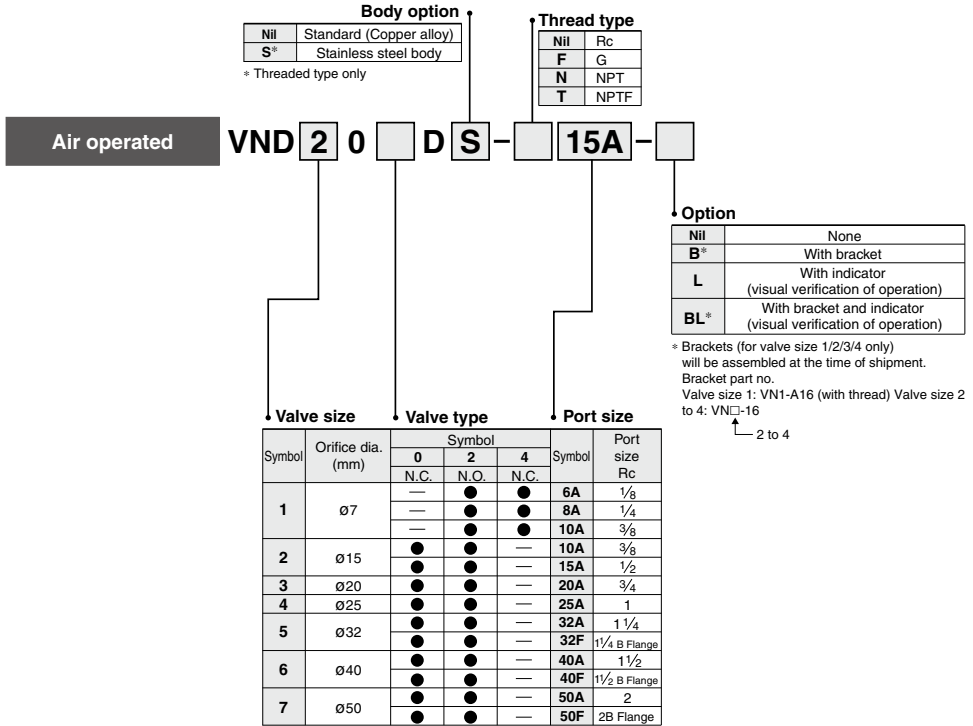 Body option
Nil Standard (Copper alloy)
S* Stainless steel body
* Threaded type only
Thread type
Nil Rc
F G
N NPT
T NPTF
Air operated VND 2 0 □ D S – □ 15A – □
Option
Nil None
B* With bracket
L With indicator
(visual verification of operation)
BL* With bracket and indicator
(visual verification of operation)
* Brackets (for valve size 1/2/3/4 only)
will be assembled at the time of shipment.
Bracket part no.
Valve size 1: VN1-A16 (with thread) Valve size 2
to 4: VN□-16
2 to 4
Valve size Valve type Port size
Symbol Orifice dia. (mm) Symbol Symbol Port size Rc
0 2 4
N.C. N.O. N.C.
1 ø7 — ● ● 6A 1/8
— ● ● 8A 1/4
— ● ● 10A 3/8
2 ø15 ● ● — 10A 3/8
● ● — 15A 1/2
3 ø20 ● ● — 20A 3/4
4 ø25 ● ● — 25A 1
5 ø32 ● ● — 32A 1 1/4
● ● — 32F 1 1/4 B Flange
6 ø40 ● ● — 40A 1 1/2
● ● — 40F 1 1/2 B Flange
7 ø50 ● ● — 50A 2
● ● — 50F 2B Flange